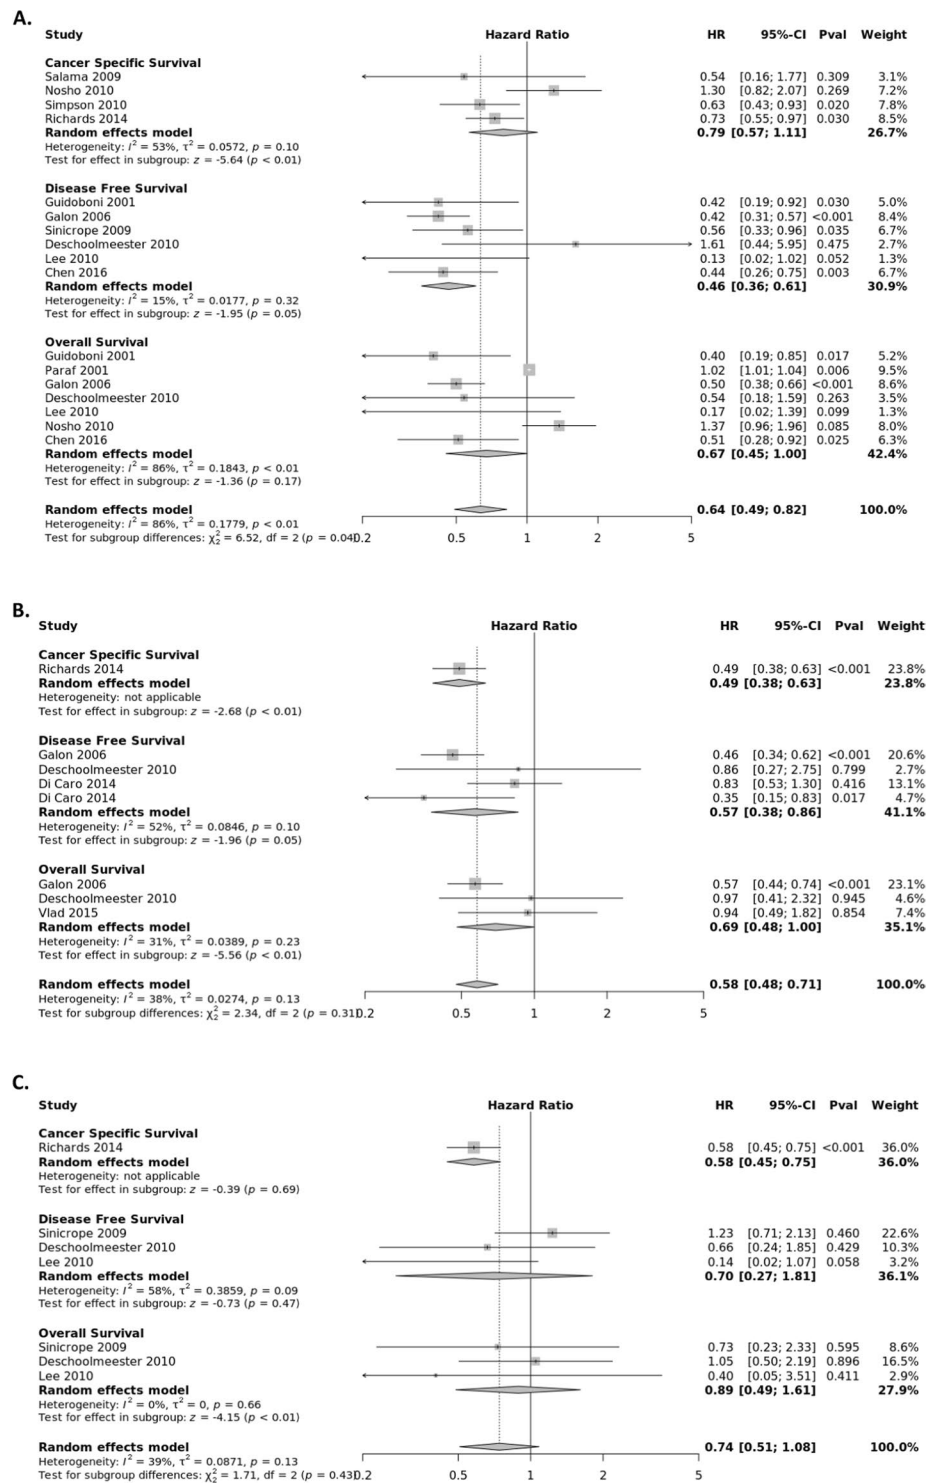 A.
Study Hazard Ratio HR 95%-CI Pval Weight
Cancer Specific Survival
Salama 2009 0.54 [0.16; 1.77] 0.309 3.1%
Nosho 2010 1.30 [0.82; 2.07] 0.269 7.2%
Simpson 2010 0.63 [0.43; 0.93] 0.020 7.8%
Richards 2014 0.73 [0.55; 0.97] 0.030 8.5%
Random effects model 0.79 [0.57; 1.11] 26.7%
Heterogeneity: I² = 53%, τ² = 0.0572, p = 0.10
Test for effect in subgroup: z = -5.64 (p < 0.01)
Disease Free Survival
Guidoboni 2001 0.42 [0.19; 0.92] 0.030 5.0%
Galon 2006 0.42 [0.31; 0.57] <0.001 8.4%
Sinicrope 2009 0.56 [0.33; 0.96] 0.035 6.7%
Deschoolmeester 2010 1.61 [0.44; 5.95] 0.475 2.7%
Lee 2010 0.13 [0.02; 1.02] 0.052 1.3%
Chen 2016 0.44 [0.26; 0.75] 0.003 6.7%
Random effects model 0.46 [0.36; 0.61] 30.9%
Heterogeneity: I² = 15%, τ² = 0.0177, p = 0.32
Test for effect in subgroup: z = -1.95 (p = 0.05)
Overall Survival
Guidoboni 2001 0.40 [0.19; 0.85] 0.017 5.2%
Paraf 2001 1.02 [1.01; 1.04] 0.006 9.5%
Galon 2006 0.50 [0.38; 0.66] <0.001 8.6%
Deschoolmeester 2010 0.54 [0.18; 1.59] 0.263 3.5%
Lee 2010 0.17 [0.02; 1.39] 0.099 1.3%
Nosho 2010 1.37 [0.96; 1.96] 0.085 8.0%
Chen 2016 0.51 [0.28; 0.92] 0.025 6.3%
Random effects model 0.67 [0.45; 1.00] 42.4%
Heterogeneity: I² = 86%, τ² = 0.1843, p < 0.01
Test for effect in subgroup: z = -1.36 (p = 0.17)
Random effects model 0.64 [0.49; 0.82] 100.0%
Heterogeneity: I² = 86%, τ² = 0.1779, p < 0.01
Test for subgroup differences: χ²₂ = 6.52, df = 2 (p = 0.04) 0.2 0.5 1 2 5
B.
Study Hazard Ratio HR 95%-CI Pval Weight
Cancer Specific Survival
Richards 2014 0.49 [0.38; 0.63] <0.001 23.8%
Random effects model 0.49 [0.38; 0.63] 23.8%
Heterogeneity: not applicable
Test for effect in subgroup: z = -2.68 (p < 0.01)
Disease Free Survival
Galon 2006 0.46 [0.34; 0.62] <0.001 20.6%
Deschoolmeester 2010 0.86 [0.27; 2.75] 0.799 2.7%
Di Caro 2014 0.83 [0.53; 1.30] 0.416 13.1%
Di Caro 2014 0.35 [0.15; 0.83] 0.017 4.7%
Random effects model 0.57 [0.38; 0.86] 41.1%
Heterogeneity: I² = 52%, τ² = 0.0846, p = 0.10
Test for effect in subgroup: z = -1.96 (p = 0.05)
Overall Survival
Galon 2006 0.57 [0.44; 0.74] <0.001 23.1%
Deschoolmeester 2010 0.97 [0.41; 2.32] 0.945 4.6%
Vlad 2015 0.94 [0.49; 1.82] 0.854 7.4%
Random effects model 0.69 [0.48; 1.00] 35.1%
Heterogeneity: I² = 31%, τ² = 0.0389, p = 0.23
Test for effect in subgroup: z = -5.56 (p < 0.01)
Random effects model 0.58 [0.48; 0.71] 100.0%
Heterogeneity: I² = 38%, τ² = 0.0274, p = 0.13
Test for subgroup differences: χ²₂ = 2.34, df = 2 (p = 0.31) 0.2 0.5 1 2 5
C.
Study Hazard Ratio HR 95%-CI Pval Weight
Cancer Specific Survival
Richards 2014 0.58 [0.45; 0.75] <0.001 36.0%
Random effects model 0.58 [0.45; 0.75] 36.0%
Heterogeneity: not applicable
Test for effect in subgroup: z = -0.39 (p = 0.69)
Disease Free Survival
Sinicrope 2009 1.23 [0.71; 2.13] 0.460 22.6%
Deschoolmeester 2010 0.66 [0.24; 1.85] 0.429 10.3%
Lee 2010 0.14 [0.02; 1.07] 0.058 3.2%
Random effects model 0.70 [0.27; 1.81] 36.1%
Heterogeneity: I² = 58%, τ² = 0.3859, p = 0.09
Test for effect in subgroup: z = -0.73 (p = 0.47)
Overall Survival
Sinicrope 2009 0.73 [0.23; 2.33] 0.595 8.6%
Deschoolmeester 2010 1.05 [0.50; 2.19] 0.896 16.5%
Lee 2010 0.40 [0.05; 3.51] 0.411 2.9%
Random effects model 0.89 [0.49; 1.61] 27.9%
Heterogeneity: I² = 0%, τ² = 0, p = 0.66
Test for effect in subgroup: z = -4.15 (p < 0.01)
Random effects model 0.74 [0.51; 1.08] 100.0%
Heterogeneity: I² = 39%, τ² = 0.0871, p = 0.13
Test for subgroup differences: χ²₂ = 1.71, df = 2 (p = 0.43) 0.2 0.5 1 2 5